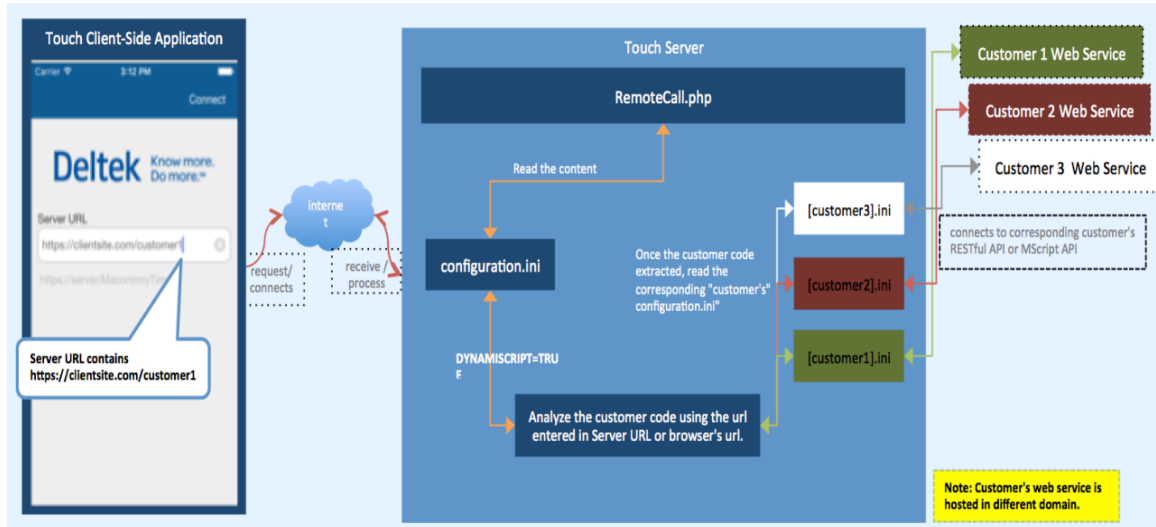 Touch Client-Side Application
Carrier
3:12 PM
Connect
Deltek
Know more.
Do more.™
Server URL
https://clientsite.com/customer1
https://server/MaconomyTim
Server URL contains
https://clientsite.com/customer1
request/
connects
interne
t
receive /
process
Touch Server
RemoteCall.php
Read the content
configuration.ini
DYNAMISCRIPT=TRU
E
Once the customer code
extracted, read the
corresponding "customer's"
configuration.ini"
[customer3].ini
[customer2].ini
[customer1].ini
Analyze the customer code using the url
entered in Server URL or browser's url.
Customer 1 Web Service
Customer 2 Web Service
Customer 3 Web Service
connects to corresponding customer's
RESTful API or MScript API
Note: Customer's web service is
hosted in different domain.